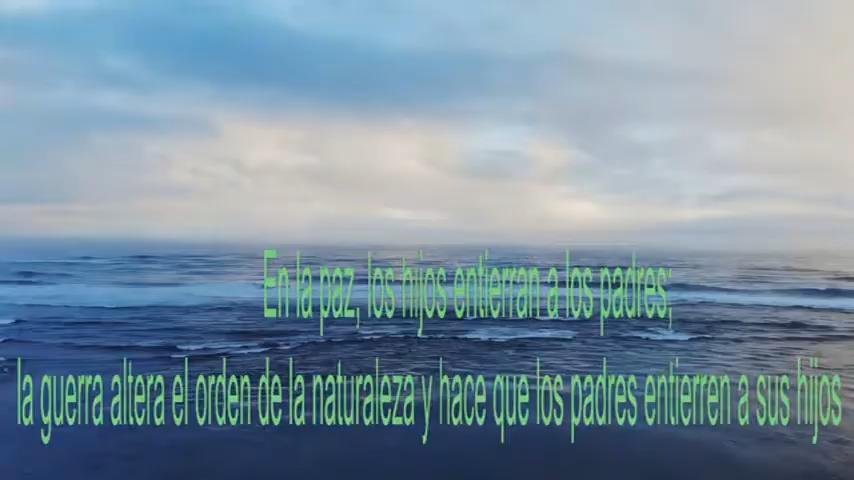 En la paz, los hijos entierran a los padres;
la guerra altera el orden de la naturaleza y hace que los padres entierren a sus hijos